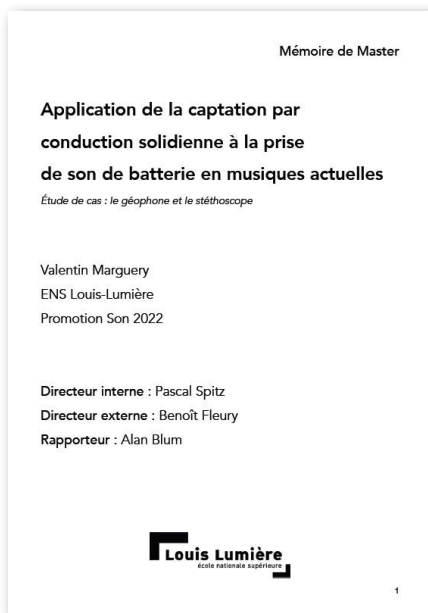 Mémoire de Master
Application de la captation par
conduction solidienne à la prise
de son de batterie en musiques actuelles
Étude de cas : le géophone et le stéthoscope
Valentin Marguery
ENS Louis-Lumière
Promotion Son 2022
Directeur interne : Pascal Spitz
Directeur externe : Benoît Fleury
Rapporteur : Alan Blum
Louis Lumière
école nationale supérieure
1